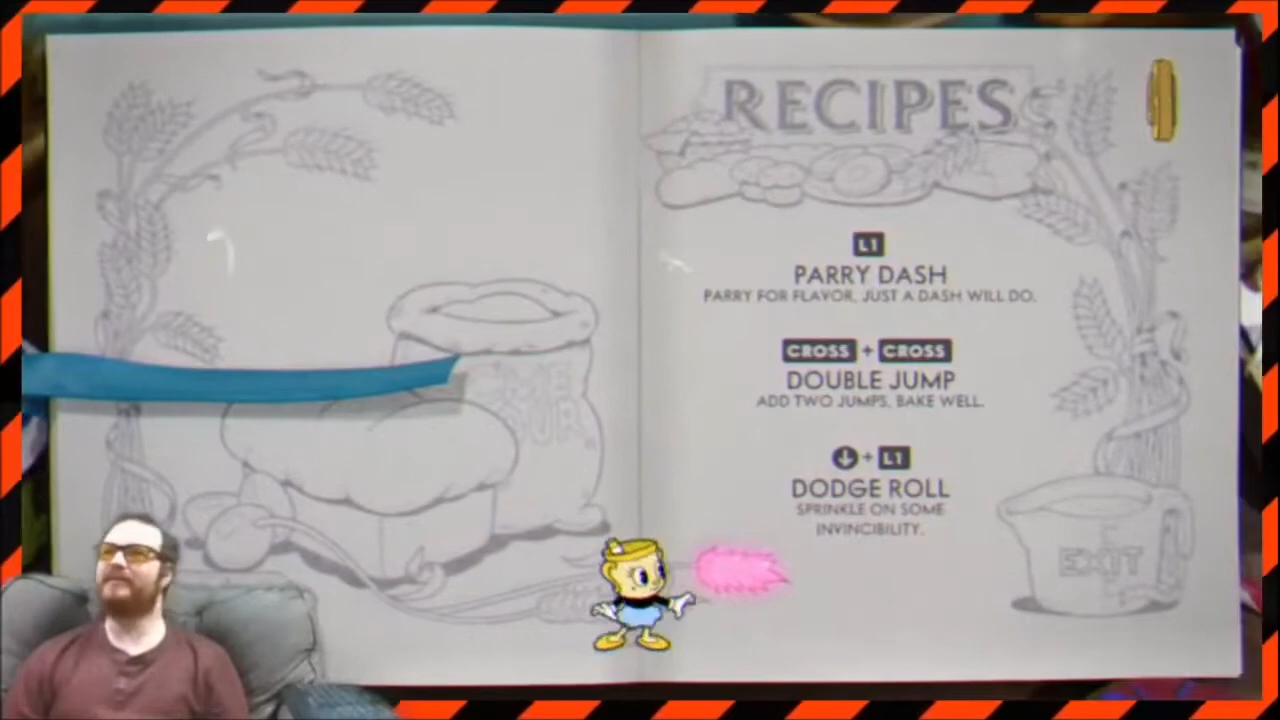 RECIPES
L1
PARRY DASH
PARRY FOR FLAVOR, JUST A DASH WILL DO.
CROSS + CROSS
DOUBLE JUMP
ADD TWO JUMPS, BAKE WELL.
+ L1
DODGE ROLL
SPRINKLE ON SOME
INVINCIBILITY.
EXIT